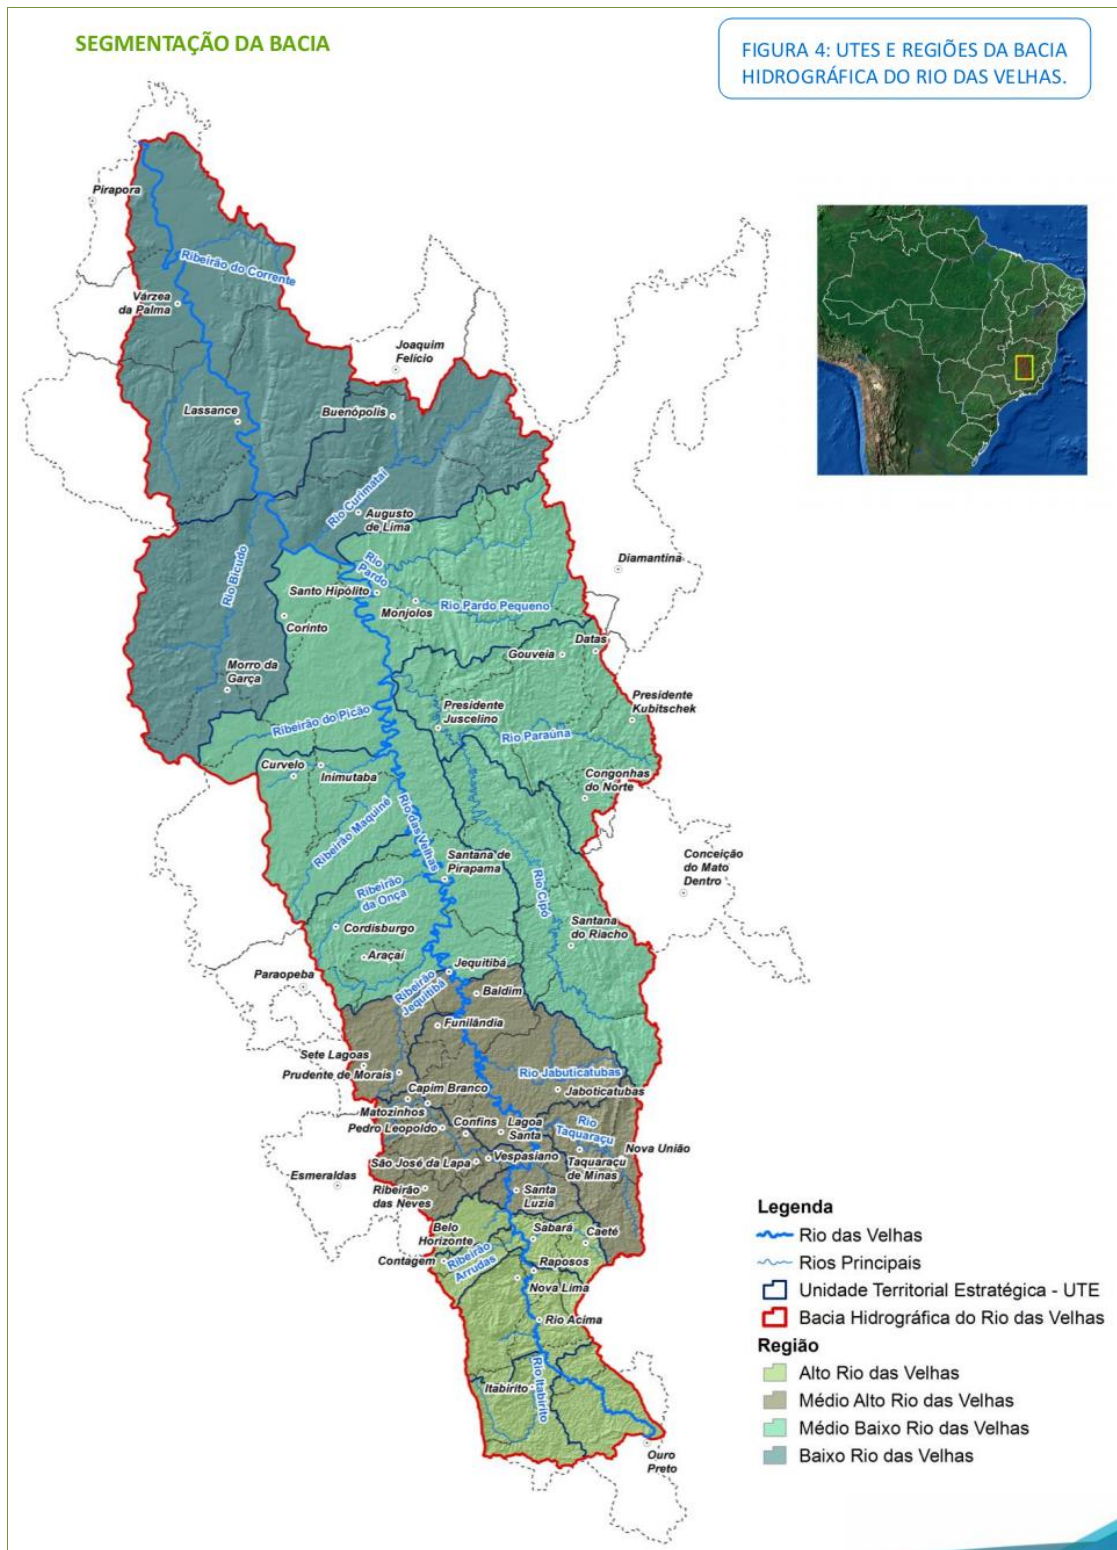 SEGMENTAÇÃO DA BACIA
FIGURA 4: UTES E REGIÕES DA BACIA
HIDROGRÁFICA DO RIO DAS VELHAS.
Pirapora
Ribeirão do Corrente
Várzea
da Palma
Joaquim
Felício
Lassance
Buenópolis
Rio Curimataí
Augusto
de Lima
Rio Bicudo
Rio
Pardo
Diamantina
Santo Hipólito
Monjolos
Rio Pardo Pequeno
Corinto
Datas
Gouveia
Morro da
Garça
Presidente
Juscelino
Presidente
Kubitschek
Ribeirão do Picão
Rio Paraúna
Curvelo
Inimutaba
Congonhas
do Norte
Rio das Velhas
Ribeirão Maquiné
Santana de
Pirapama
Conceição
do Mato
Dentro
Ribeirão
da Onça
Rio Cipó
Cordisburgo
Santana
do Riacho
Araçaí
Jequitibá
Paraopeba
Ribeirão
Jequitibá
Baldim
Funilândia
Sete Lagoas
Prudente de Morais
Rio Jabuticatubas
Capim Branco
Jaboticatubas
Matozinhos
Pedro Leopoldo
Confins
Lagoa
Santa
Rio
Taquaraçu
Nova União
São José da Lapa
Vespasiano
Taquaraçu
de Minas
Esmeraldas
Ribeirão
das Neves
Santa
Luzia
Belo
Horizonte
Sabará
Caeté
Contagem
Ribeirão
Arrudas
Raposos
Nova Lima
Rio Acima
Itabirito
Rio Itabirito
Ouro
Preto
Legenda
Rio das Velhas
Rios Principais
Unidade Territorial Estratégica - UTE
Bacia Hidrográfica do Rio das Velhas
Região
Alto Rio das Velhas
Médio Alto Rio das Velhas
Médio Baixo Rio das Velhas
Baixo Rio das Velhas